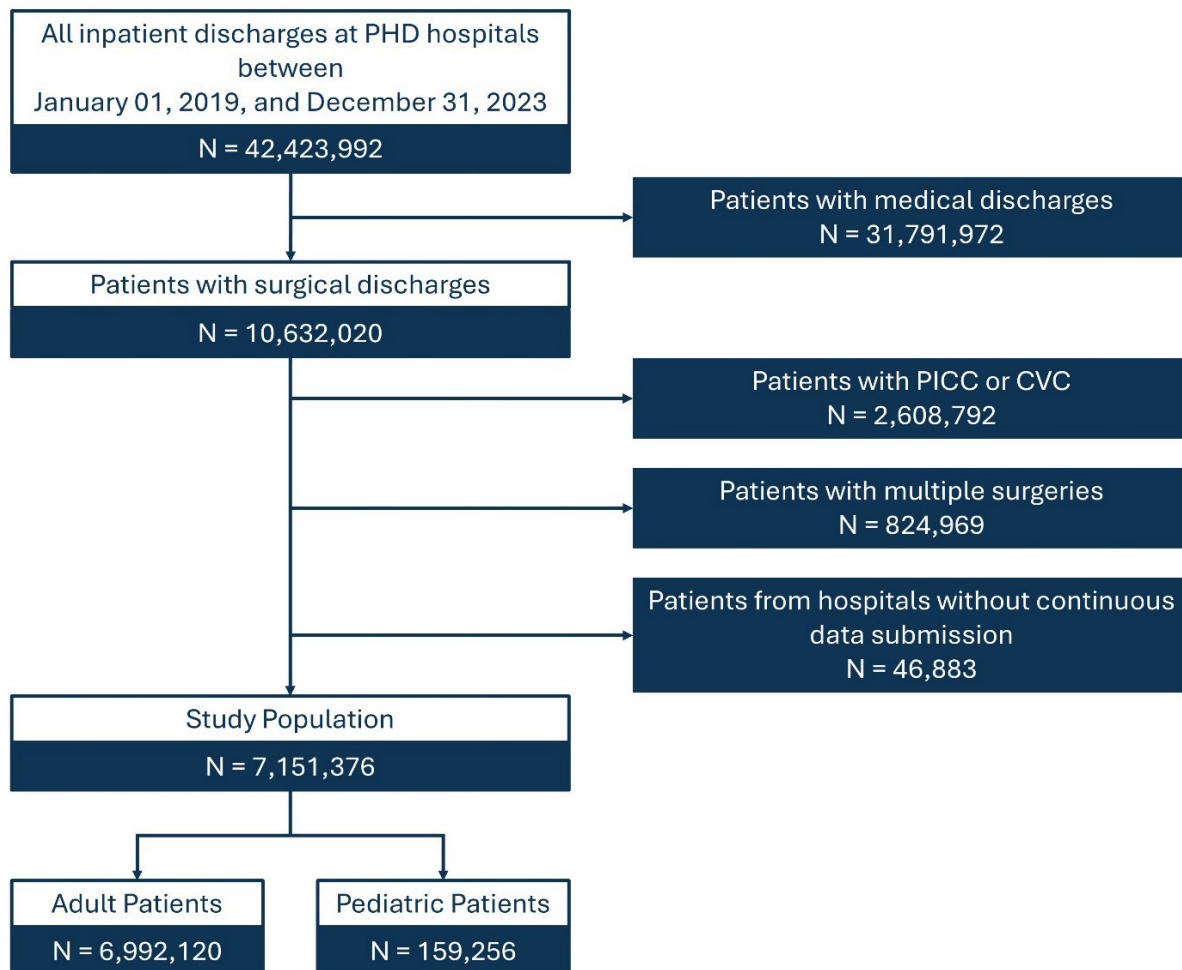 All inpatient discharges at PHD hospitals
between
January 01, 2019, and December 31, 2023
N = 42,423,992
Patients with medical discharges
N = 31,791,972
Patients with surgical discharges
N = 10,632,020
Patients with PICC or CVC
N = 2,608,792
Patients with multiple surgeries
N = 824,969
Patients from hospitals without continuous
data submission
N = 46,883
Study Population
N = 7,151,376
Adult Patients
N = 6,992,120
Pediatric Patients
N = 159,256